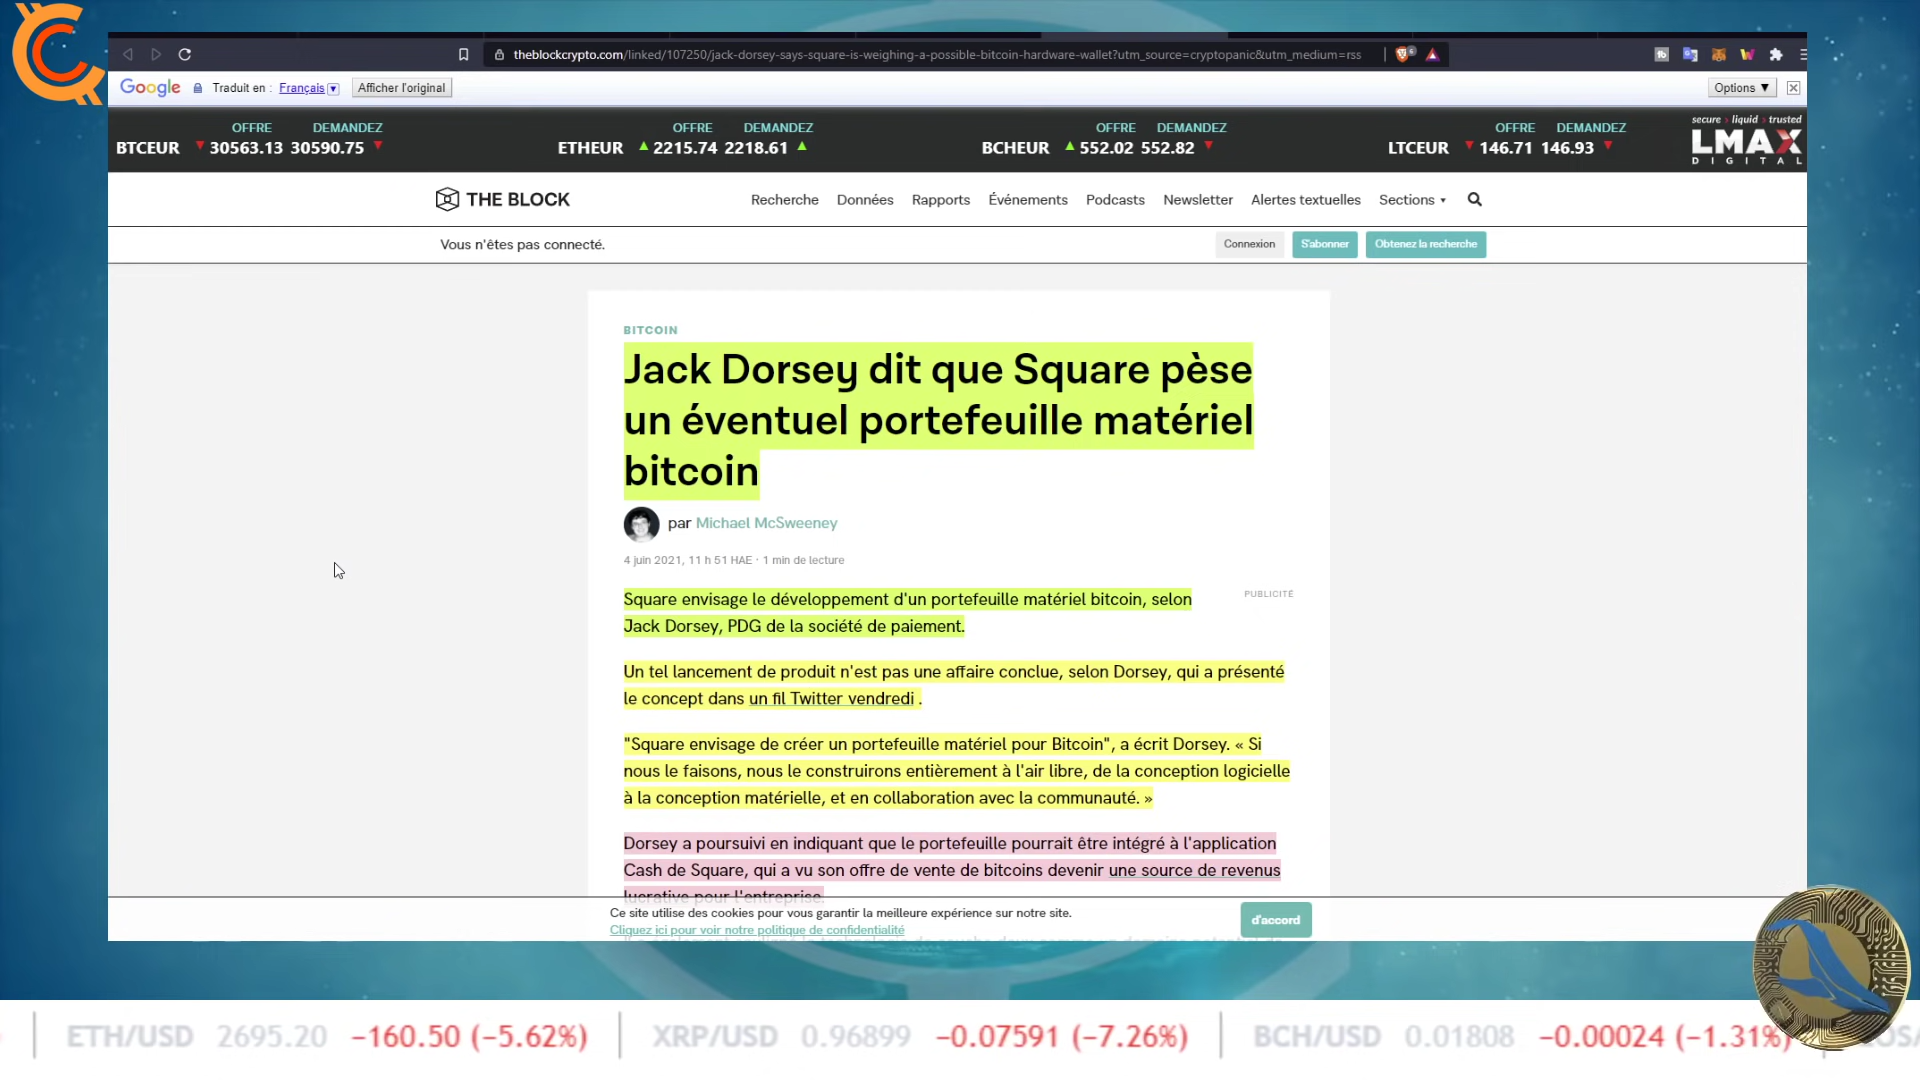 theblockcrypto.com/linked/107250/jack-dorsey-says-square-is-weighing-a-possible-bitcoin-hardware-wallet?utm_source=cryptopanic&utm_medium=rss
Google Traduit en : Français Afficher l'original Options ▼
OFFRE DEMANDEZ OFFRE DEMANDEZ OFFRE DEMANDEZ OFFRE DEMANDEZ
BTCEUR 30563.13 30590.75 ETHEUR 2215.74 2218.61 BCHEUR 552.02 552.82 LTCEUR 146.71 146.93
secure › liquid › trusted
LMAX
DIGITAL
THE BLOCK Recherche Données Rapports Événements Podcasts Newsletter Alertes textuelles Sections
Vous n'êtes pas connecté. Connexion S'abonner Obtenez la recherche
BITCOIN
Jack Dorsey dit que Square pèse
un éventuel portefeuille matériel
bitcoin
par Michael McSweeney
4 juin 2021, 11 h 51 HAE · 1 min de lecture
PUBLICITÉ
Square envisage le développement d'un portefeuille matériel bitcoin, selon
Jack Dorsey, PDG de la société de paiement.
Un tel lancement de produit n'est pas une affaire conclue, selon Dorsey, qui a présenté
le concept dans un fil Twitter vendredi .
"Square envisage de créer un portefeuille matériel pour Bitcoin", a écrit Dorsey. « Si
nous le faisons, nous le construirons entièrement à l'air libre, de la conception logicielle
à la conception matérielle, et en collaboration avec la communauté. »
Dorsey a poursuivi en indiquant que le portefeuille pourrait être intégré à l'application
Cash de Square, qui a vu son offre de vente de bitcoins devenir une source de revenus
lucrative pour l'entreprise.
Ce site utilise des cookies pour vous garantir la meilleure expérience sur notre site.
Cliquez ici pour voir notre politique de confidentialité
d'accord
ETH/USD 2695.20 −160.50 (−5.62%) XRP/USD 0.96899 −0.07591 (−7.26%) BCH/USD 0.01808 −0.00024 (−1.31%)